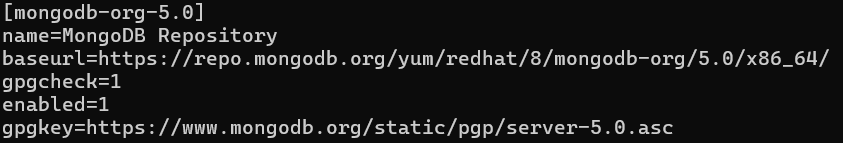 [mongodb-org-5.0]
name=MongoDB Repository
baseurl=https://repo.mongodb.org/yum/redhat/8/mongodb-org/5.0/x86_64/
gpgcheck=1
enabled=1
gpgkey=https://www.mongodb.org/static/pgp/server-5.0.asc